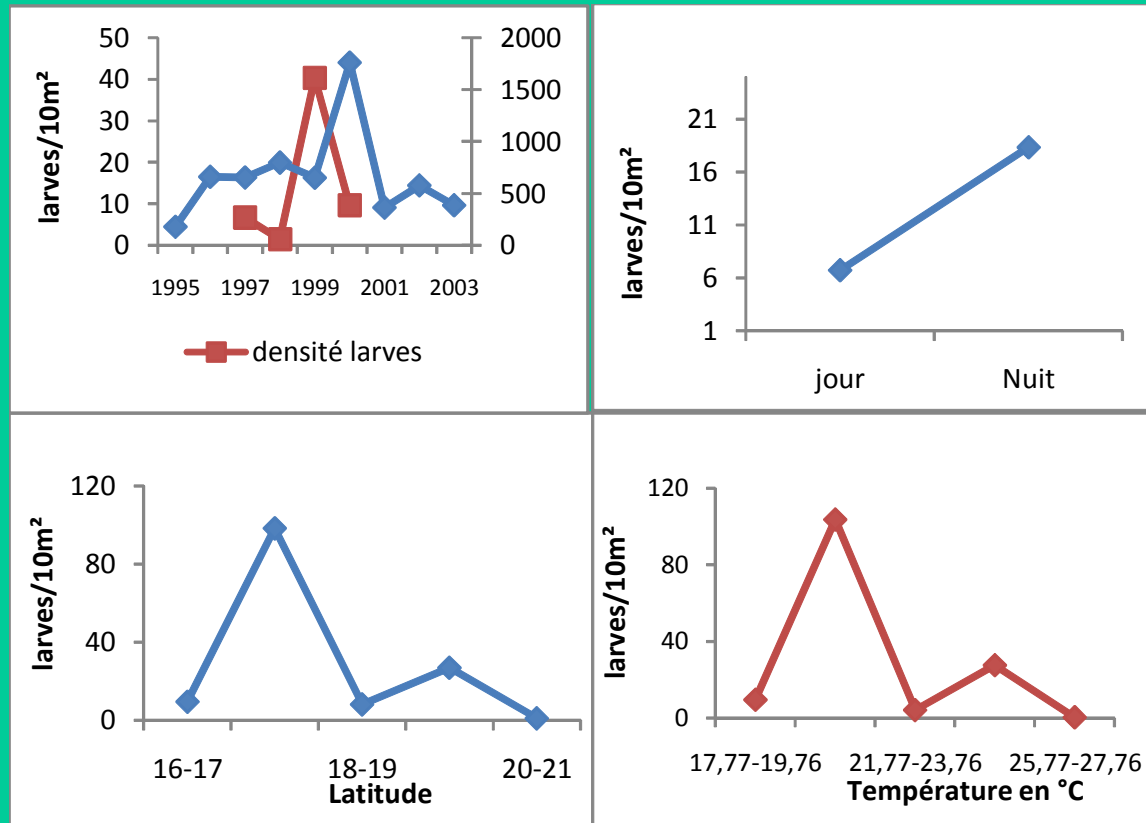 larves/10m²
50
40
30
20
10
0
2000
1500
1000
500
0
1995 1997 1999 2001 2003
densité larves
larves/10m²
21
16
11
6
1
jour Nuit
larves/10m²
120
80
40
0
16-17 18-19 20-21
Latitude
larves/10m²
120
80
40
0
17,77-19,76 21,77-23,76 25,77-27,76
Température en °C